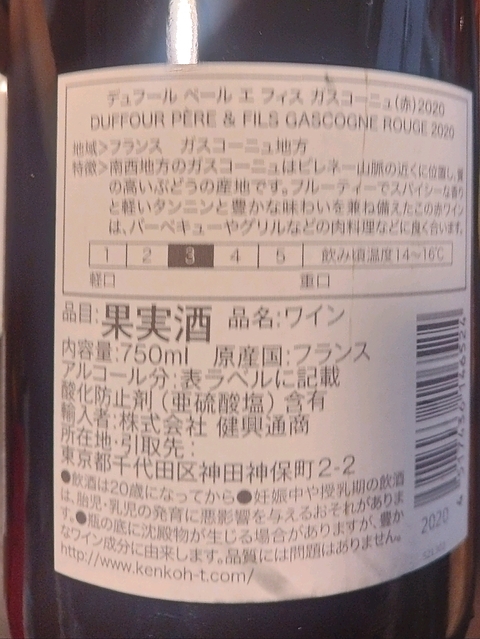 デュフール ペール エ フィス ガスコーニュ(赤)2020
DUFFOUR PÈRE & FILS GASCOGNE ROUGE 2020
地域>フランス ガスコーニュ地方
特徴>南西地方のガスコーニュはピレネー山脈の近くに位置し、質
の高いぶどうの産地です。フルーティーでスパイシーな香り
と軽いタンニンと豊かな味わいを兼ね備えたこの赤ワイン
は、バーベキューやグリルなどの肉料理などに良く合います。
1 2 3 4 5 飲み頃温度14〜16℃
軽口 重口
品目:果実酒 品名:ワイン
内容量:750ml 原産国:フランス
アルコール分:表ラベルに記載
酸化防止剤(亜硫酸塩)含有
輸入者:株式会社 健興通商
所在地:引取先:
東京都千代田区神田神保町2-2
●飲酒は20歳になってから●妊娠中や授乳期の飲酒
は、胎児・乳児の発育に悪影響を与えるおそれがありま
す。●瓶の底に沈殿物が生じる場合がありますが、豊か
なワイン成分に由来します。品質には問題はありません。
http://www.kenkoh-t.com/
2020